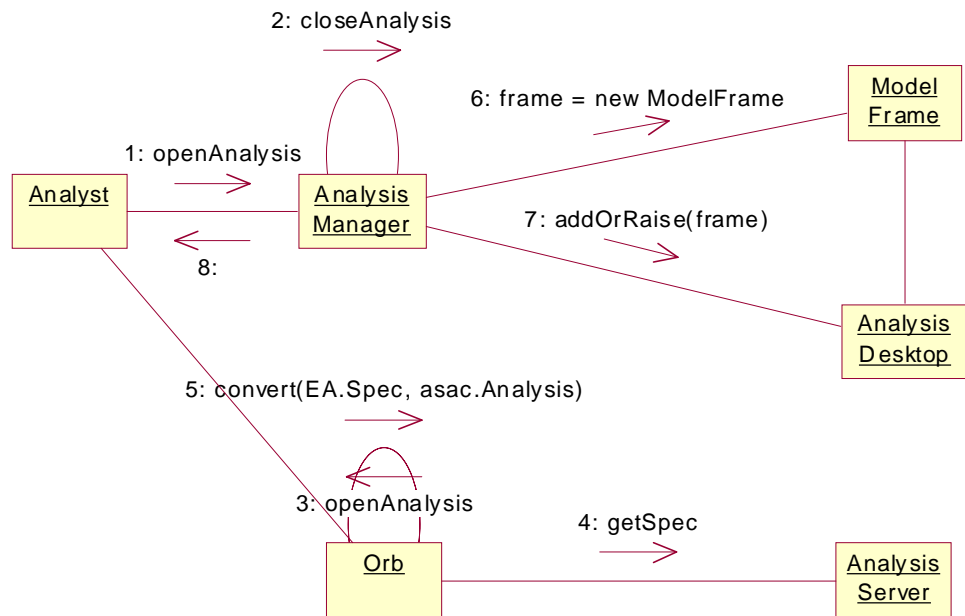 2: closeAnalysis
6: frame = new ModelFrame
Model
Frame
1: openAnalysis
Analyst
Analysis
Manager
7: addOrRaise(frame)
8:
Analysis
Desktop
5: convert(EA.Spec, asac.Analysis)
3: openAnalysis
4: getSpec
Orb
Analysis
Server